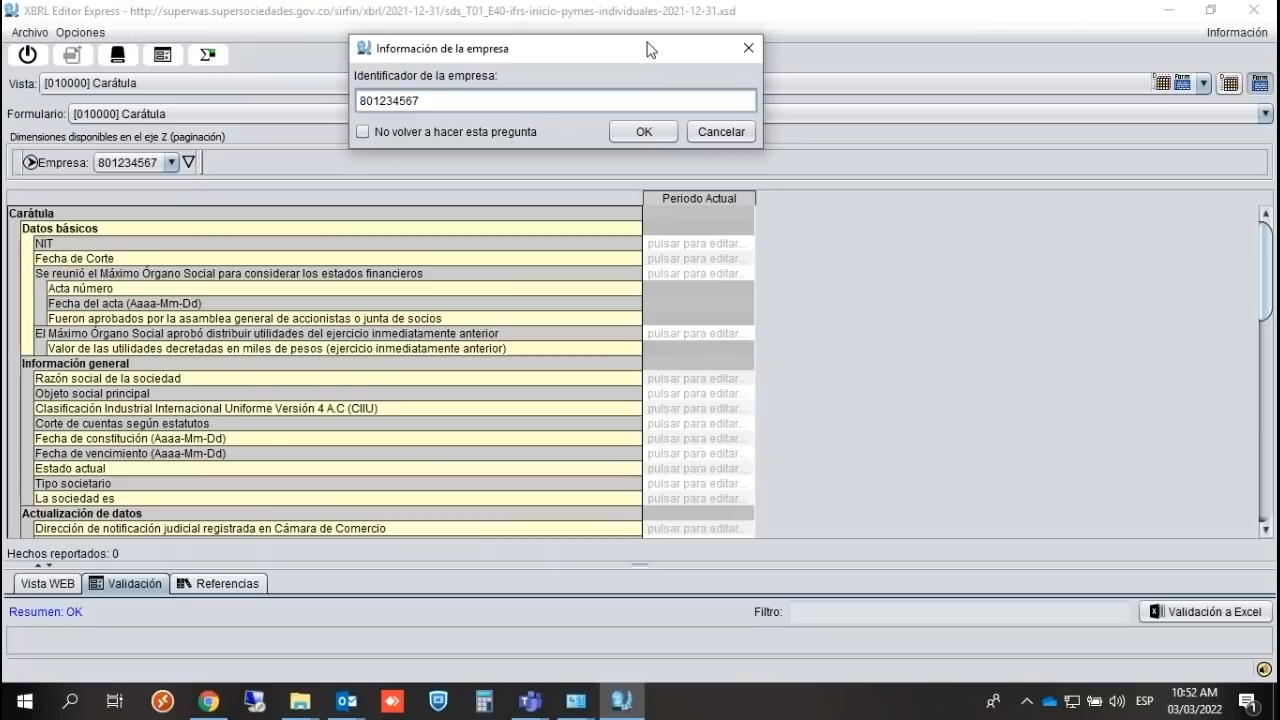 XBRL Editor Express - http://superwas.supersociedades.gov.co/sirfin/xbrl/2021-12-31/sds_T01_E40-ifrs-inicio-pymes-individuales-2021-12-31.xsd
Archivo Opciones Información
Información de la empresa
Identificador de la empresa:
801234567
No volver a hacer esta pregunta OK Cancelar
Vista: [010000] Carátula
Formulario: [010000] Carátula
Dimensiones disponibles en el eje Z (paginación)
Empresa: 801234567
Periodo Actual
Carátula
Datos básicos
NIT pulsar para editar...
Fecha de Corte pulsar para editar...
Se reunió el Máximo Órgano Social para considerar los estados financieros pulsar para editar...
Acta número
Fecha del acta (Aaaa-Mm-Dd)
Fueron aprobados por la asamblea general de accionistas o junta de socios
El Máximo Órgano Social aprobó distribuir utilidades del ejercicio inmediatamente anterior pulsar para editar...
Valor de las utilidades decretadas en miles de pesos (ejercicio inmediatamente anterior)
Información general
Razón social de la sociedad pulsar para editar...
Objeto social principal pulsar para editar...
Clasificación Industrial Internacional Uniforme Versión 4 A.C (CIIU) pulsar para editar...
Corte de cuentas según estatutos pulsar para editar...
Fecha de constitución (Aaaa-Mm-Dd) pulsar para editar...
Fecha de vencimiento (Aaaa-Mm-Dd) pulsar para editar...
Estado actual pulsar para editar...
Tipo societario pulsar para editar...
La sociedad es pulsar para editar...
Actualización de datos
Dirección de notificación judicial registrada en Cámara de Comercio pulsar para editar...
Hechos reportados: 0
Vista WEB Validación Referencias
Resumen: OK Filtro: Validación a Excel
ESP 10:52 AM
03/03/2022 1